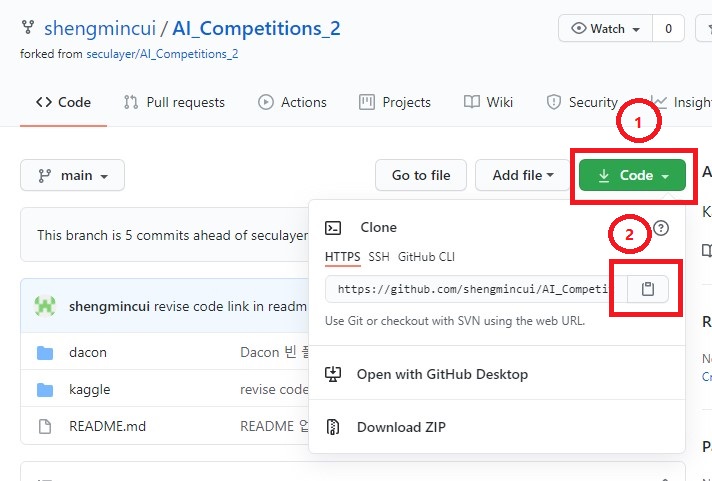 shengmincui / AI_Competitions_2
Watch 0
forked from seculayer/AI_Competitions_2
Code Pull requests Actions Projects Wiki Security Insigh
1
main Go to file Add file Code
Clone
2
This branch is 5 commits ahead of seculayer
HTTPS SSH GitHub CLI
https://github.com/shengmincui/AI_Competi
shengmincui revise code link in readm
Use Git or checkout with SVN using the web URL.
dacon Dacon 빈
Open with GitHub Desktop
kaggle revise code
README.md README 업
Download ZIP